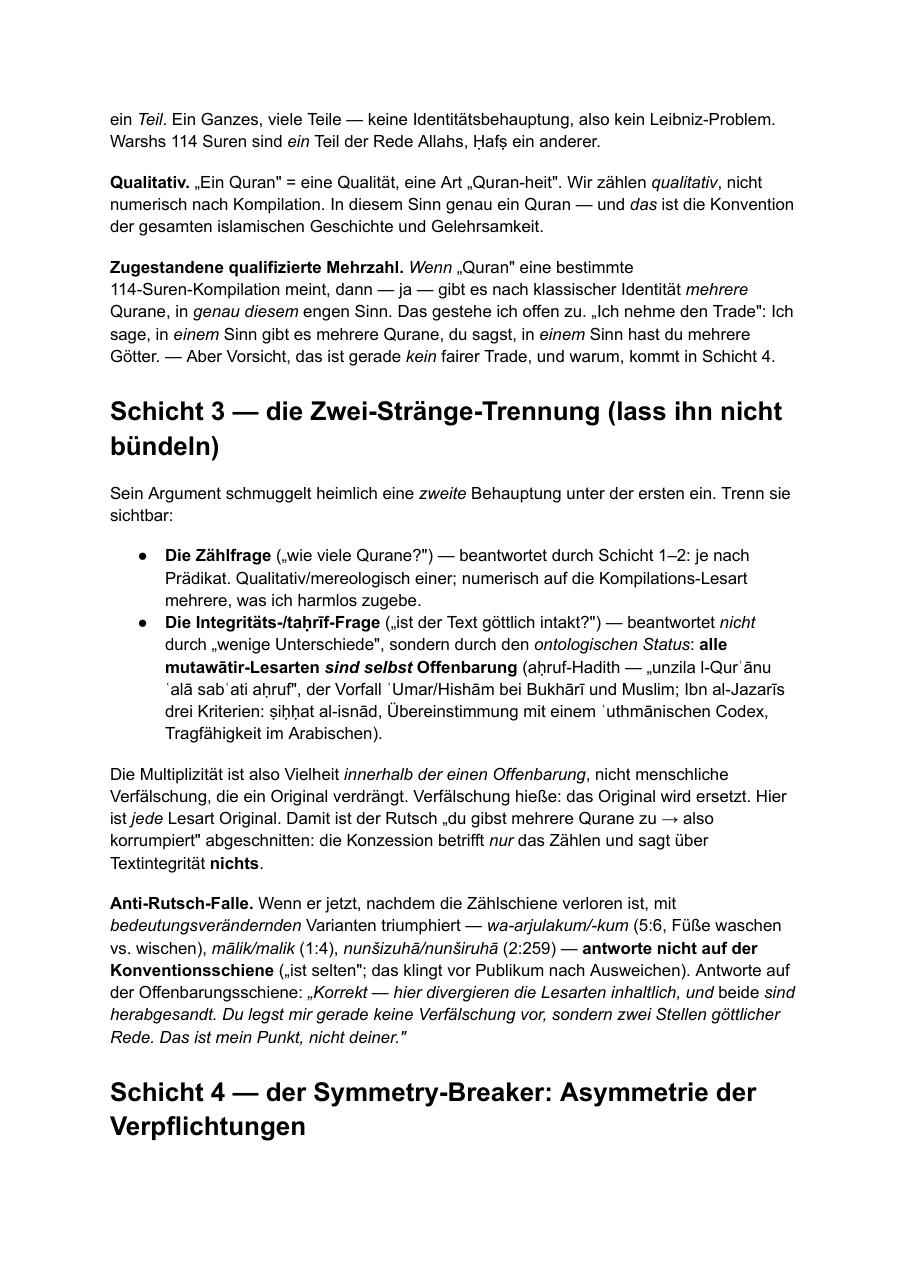 ein Teil. Ein Ganzes, viele Teile — keine Identitätsbehauptung, also kein Leibniz-Problem.
Warshs 114 Suren sind ein Teil der Rede Allahs, Ḥafṣ ein anderer.
Qualitativ. „Ein Quran" = eine Qualität, eine Art „Quran-heit". Wir zählen qualitativ, nicht
numerisch nach Kompilation. In diesem Sinn genau ein Quran — und das ist die Konvention
der gesamten islamischen Geschichte und Gelehrsamkeit.
Zugestandene qualifizierte Mehrzahl. Wenn „Quran" eine bestimmte
114-Suren-Kompilation meint, dann — ja — gibt es nach klassischer Identität mehrere
Qurane, in genau diesem engen Sinn. Das gestehe ich offen zu. „Ich nehme den Trade": Ich
sage, in einem Sinn gibt es mehrere Qurane, du sagst, in einem Sinn hast du mehrere
Götter. — Aber Vorsicht, das ist gerade kein fairer Trade, und warum, kommt in Schicht 4.
Schicht 3 — die Zwei-Stränge-Trennung (lass ihn nicht
bündeln)
Sein Argument schmuggelt heimlich eine zweite Behauptung unter der ersten ein. Trenn sie
sichtbar:
● Die Zählfrage („wie viele Qurane?") — beantwortet durch Schicht 1–2: je nach
Prädikat. Qualitativ/mereologisch einer; numerisch auf die Kompilations-Lesart
mehrere, was ich harmlos zugebe.
● Die Integritäts-/taḥrīf-Frage („ist der Text göttlich intakt?") — beantwortet nicht
durch „wenige Unterschiede", sondern durch den ontologischen Status: alle
mutawātir-Lesarten sind selbst Offenbarung (aḥruf-Hadith — „unzila l-Qurʾānu
ʿalā sabʿati aḥruf", der Vorfall ʿUmar/Hishām bei Bukhārī und Muslim; Ibn al-Jazarīs
drei Kriterien: ṣiḥḥat al-isnād, Übereinstimmung mit einem ʿuthmānischen Codex,
Tragfähigkeit im Arabischen).
Die Multiplizität ist also Vielheit innerhalb der einen Offenbarung, nicht menschliche
Verfälschung, die ein Original verdrängt. Verfälschung hieße: das Original wird ersetzt. Hier
ist jede Lesart Original. Damit ist der Rutsch „du gibst mehrere Qurane zu → also
korrumpiert" abgeschnitten: die Konzession betrifft nur das Zählen und sagt über
Textintegrität nichts.
Anti-Rutsch-Falle. Wenn er jetzt, nachdem die Zählschiene verloren ist, mit
bedeutungsverändernden Varianten triumphiert — wa-arjulakum/-kum (5:6, Füße waschen
vs. wischen), mālik/malik (1:4), nunšizuhā/nunširuhā (2:259) — antworte nicht auf der
Konventionsschiene („ist selten"; das klingt vor Publikum nach Ausweichen). Antworte auf
der Offenbarungsschiene: „Korrekt — hier divergieren die Lesarten inhaltlich, und beide sind
herabgesandt. Du legst mir gerade keine Verfälschung vor, sondern zwei Stellen göttlicher
Rede. Das ist mein Punkt, nicht deiner."
Schicht 4 — der Symmetry-Breaker: Asymmetrie der
Verpflichtungen